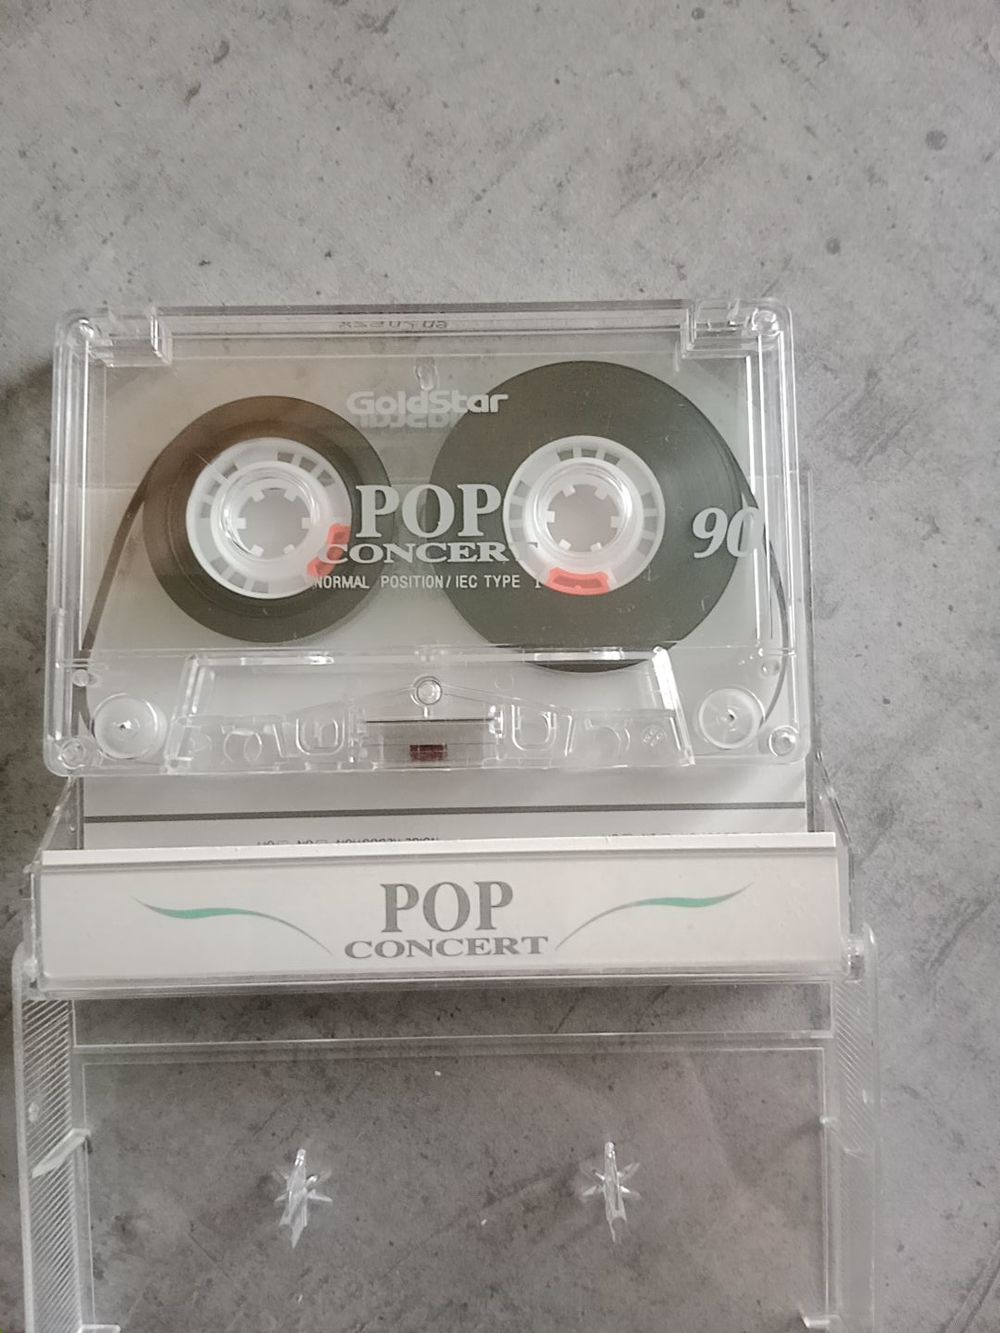 GoldStar
POP
CONCERT
90
NORMAL POSITION/IEC TYPE I
POP
CONCERT